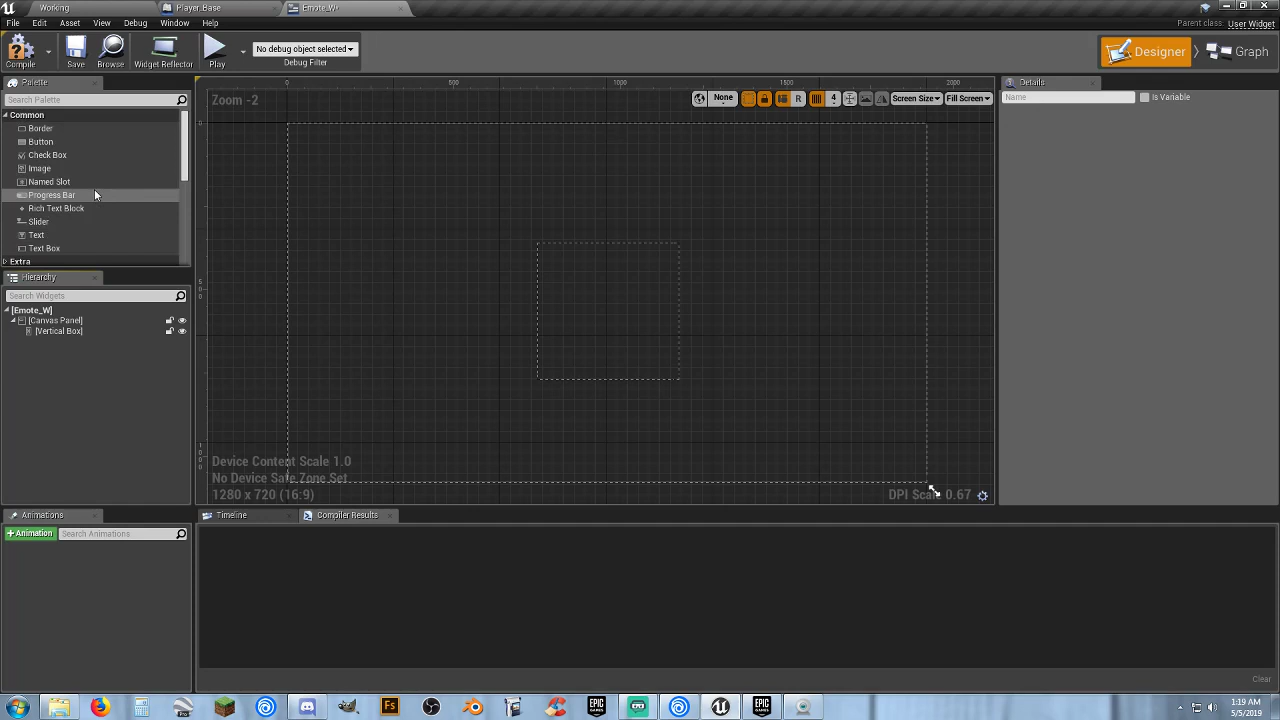 Working
Player_Base
Emote_W*
File
Edit
Asset
View
Debug
Window
Help
Parent class:
User Widget
Compile
Save
Browse
Widget Reflector
Play
No debug object selected
Debug Filter
Designer
Graph
Palette
Search Palette
Common
Border
Button
Check Box
Image
Named Slot
Progress Bar
Rich Text Block
Slider
Text
Text Box
Extra
Hierarchy
Search Widgets
[Emote_W]
[Canvas Panel]
[Vertical Box]
Animations
+Animation
Search Animations
0
500
1000
1500
2000
Zoom -2
None
R
4
Screen Size
Fill Screen
0
500
1000
Device Content Scale 1.0
No Device Safe Zone Set
1280 x 720 (16:9)
DPI Scale 0.67
Details
Name
Is Variable
Timeline
Compiler Results
Clear
1:19 AM
5/5/2019